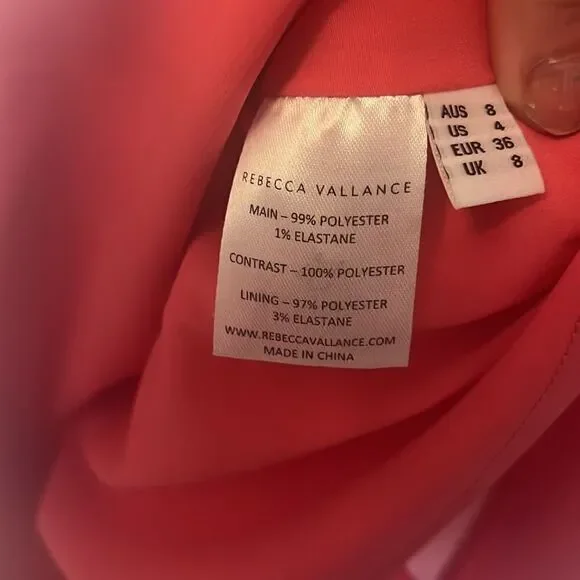 REBECCA VALLANCE
MAIN – 99% POLYESTER
1% ELASTANE
CONTRAST – 100% POLYESTER
LINING – 97% POLYESTER
3% ELASTANE
WWW.REBECCAVALLANCE.COM
MADE IN CHINA
AUS 8
US 4
EUR 36
UK 8